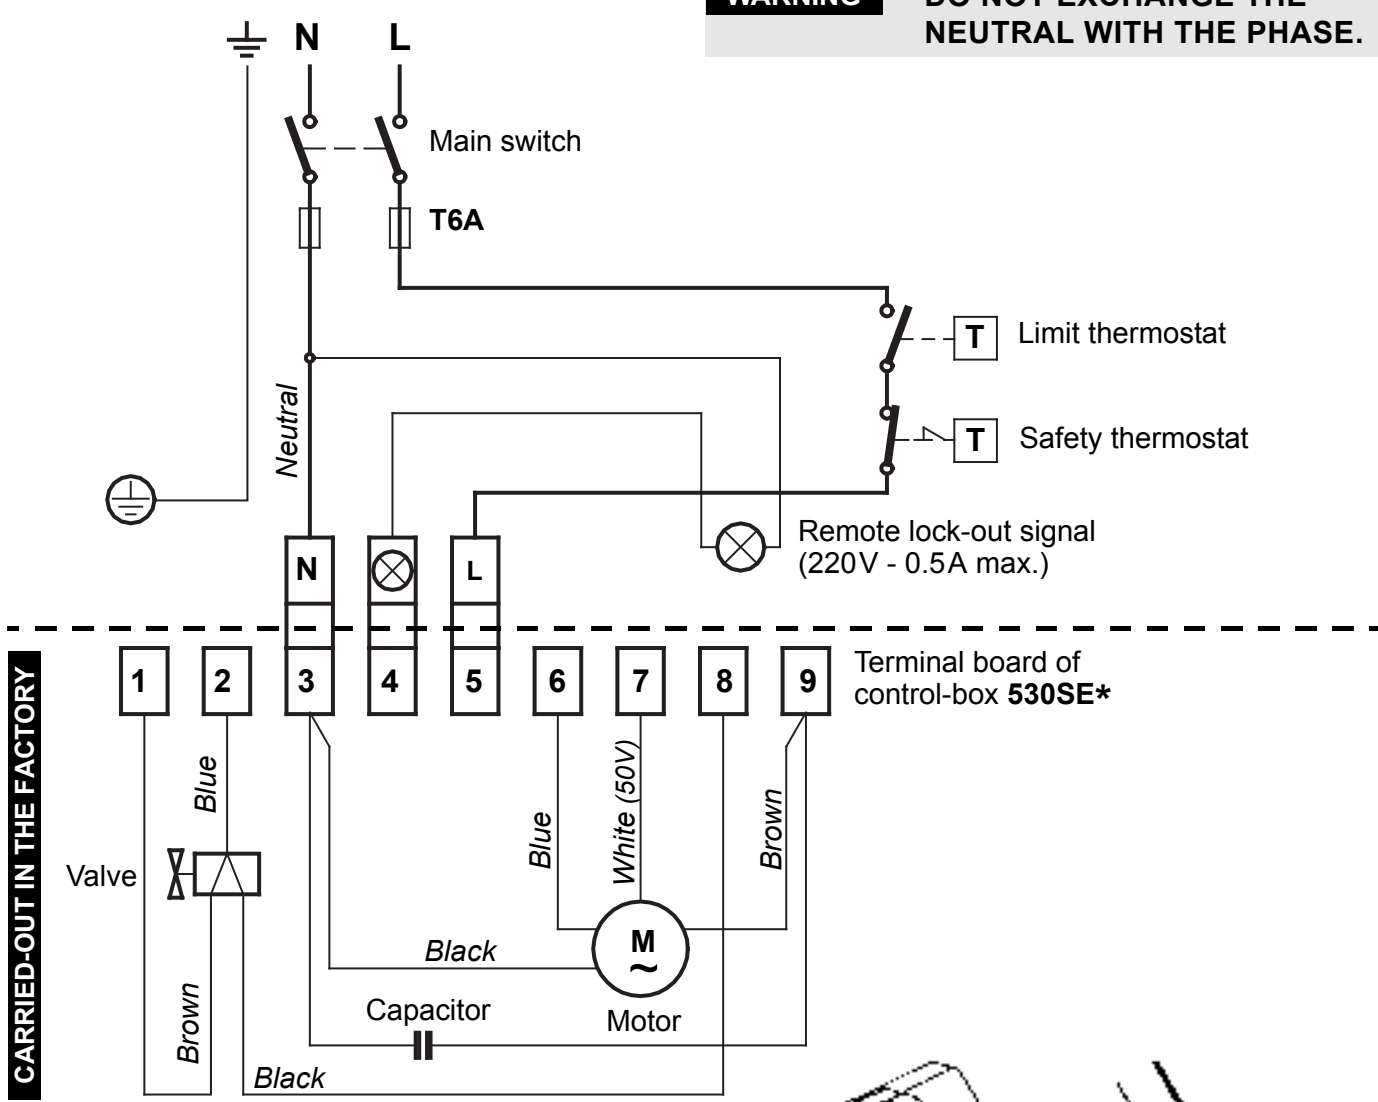 WARNING
DO NOT EXCHANGE THE
NEUTRAL WITH THE PHASE.
N L
Main switch
T6A
T Limit thermostat
Neutral
T Safety thermostat
Remote lock-out signal
(220V - 0.5A max.)
N L
1 2 3 4 5 6 7 8 9
Terminal board of
control-box 530SE*
CARRIED-OUT IN THE FACTORY
Blue
Blue
White (50V)
Brown
Valve
M
~
Black
Motor
Capacitor
Brown
Black